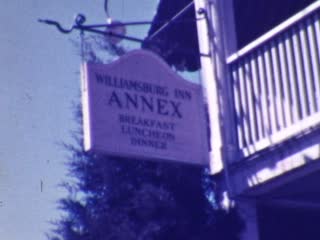 WILLIAMSBURG INN
ANNEX
BREAKFAST
LUNCHEON
DINNER